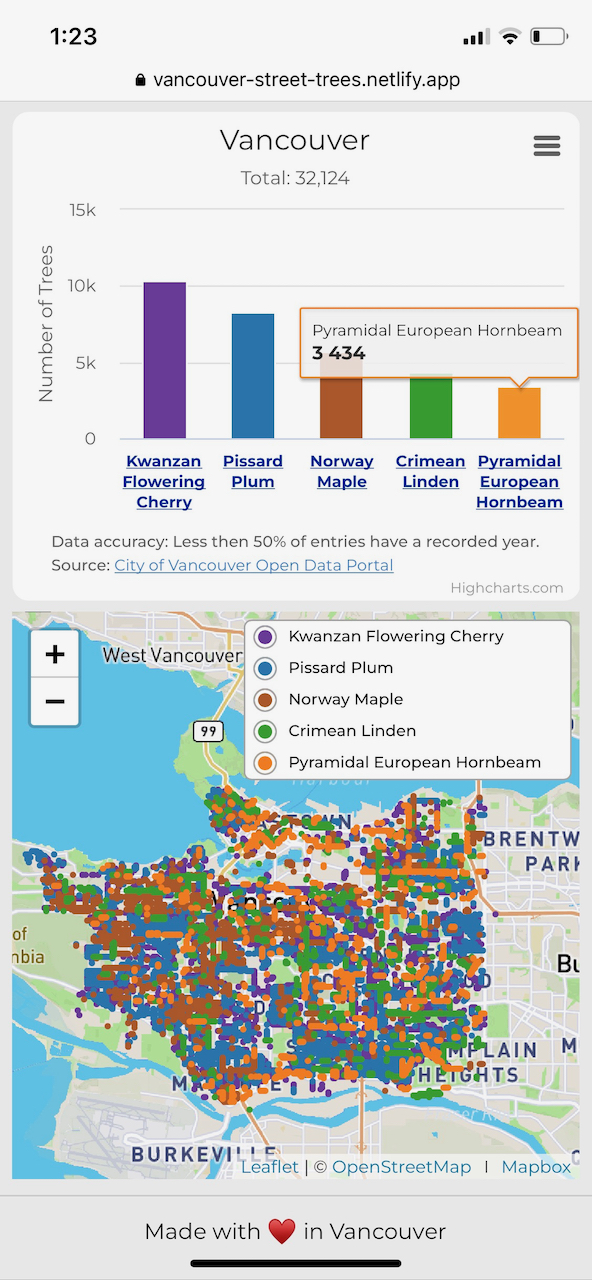 1:23
vancouver-street-trees.netlify.app
Vancouver
Total: 32,124
Number of Trees
15k
10k
5k
0
Pyramidal European Hornbeam
3 434
Kwanzan Flowering Cherry
Pissard Plum
Norway Maple
Crimean Linden
Pyramidal European Hornbeam
Data accuracy: Less then 50% of entries have a recorded year.
Source: City of Vancouver Open Data Portal
Highcharts.com
+
−
West Vancouver
99
Kwanzan Flowering Cherry
Pissard Plum
Norway Maple
Crimean Linden
Pyramidal European Hornbeam
Harbour
BRENTW
PARK
of
nbia
Bu
M
MPLAIN
HEIGHTS
BURKEVILLE
Leaflet | © OpenStreetMap | Mapbox
Made with ❤️ in Vancouver